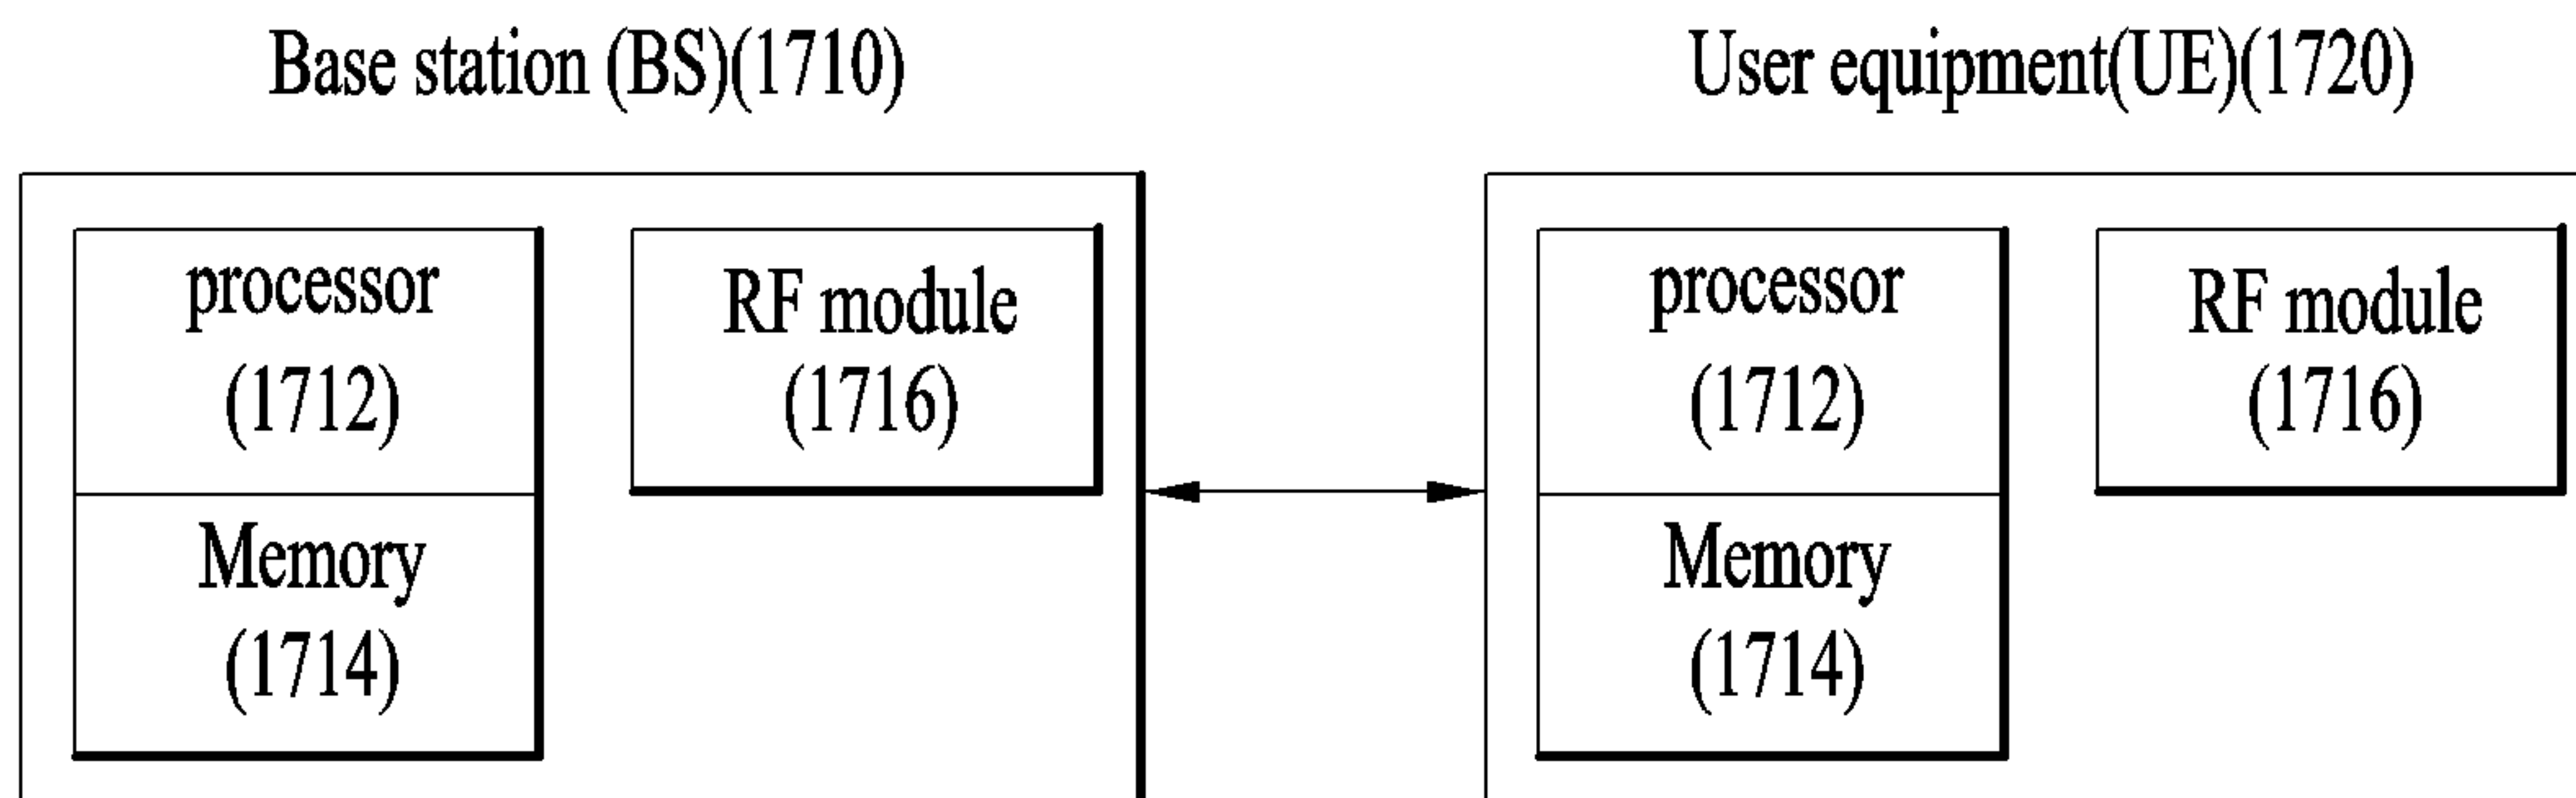 Base station (BS)(1710)
processor
(1712)
Memory
(1714)
RF module
(1716)
User equipment(UE)(1720)
processor
(1712)
Memory
(1714)
RF module
(1716)